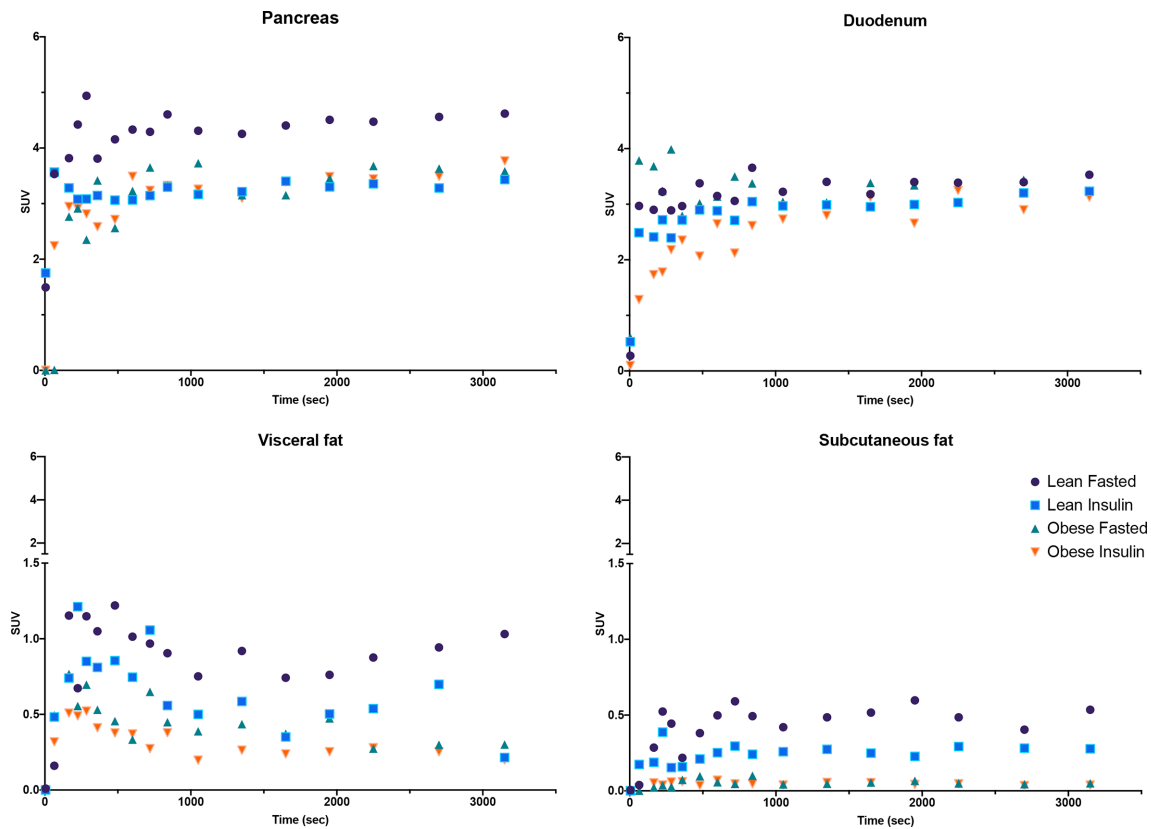 Pancreas
6
4
2
0
SUV
0
1000
2000
3000
Time (sec)
Duodenum
6
4
2
0
SUV
0
1000
2000
3000
Time (sec)
Visceral fat
6
4
2
1.5
1.0
0.5
0.0
SUV
0
1000
2000
3000
Time (sec)
Subcutaneous fat
6
4
2
1.5
1.0
0.5
0.0
SUV
0
1000
2000
3000
Time (sec)
Lean Fasted
Lean Insulin
Obese Fasted
Obese Insulin